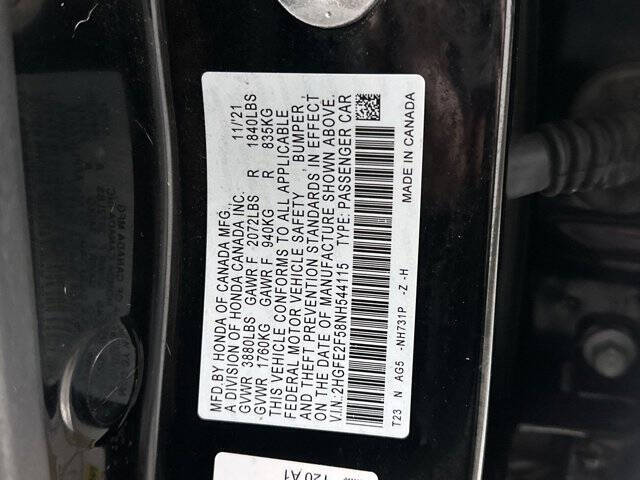 MFD.BY HONDA OF CANADA MFG. 11/21
A DIVISION OF HONDA CANADA INC.
GVWR 3880LBS GAWR F 2072LBS R 1840LBS
GVWR 1760KG GAWR F 940KG R 835KG
THIS VEHICLE CONFORMS TO ALL APPLICABLE
FEDERAL MOTOR VEHICLE SAFETY BUMPER,
AND THEFT PREVENTION STANDARDS IN EFFECT
ON THE DATE OF MANUFACTURE SHOWN ABOVE.
V.I.N:2HGFE2F58NH544115 TYPE: PASSENGER CAR
T23 N AG5 -NH731P -Z -H MADE IN CANADA
120 A1